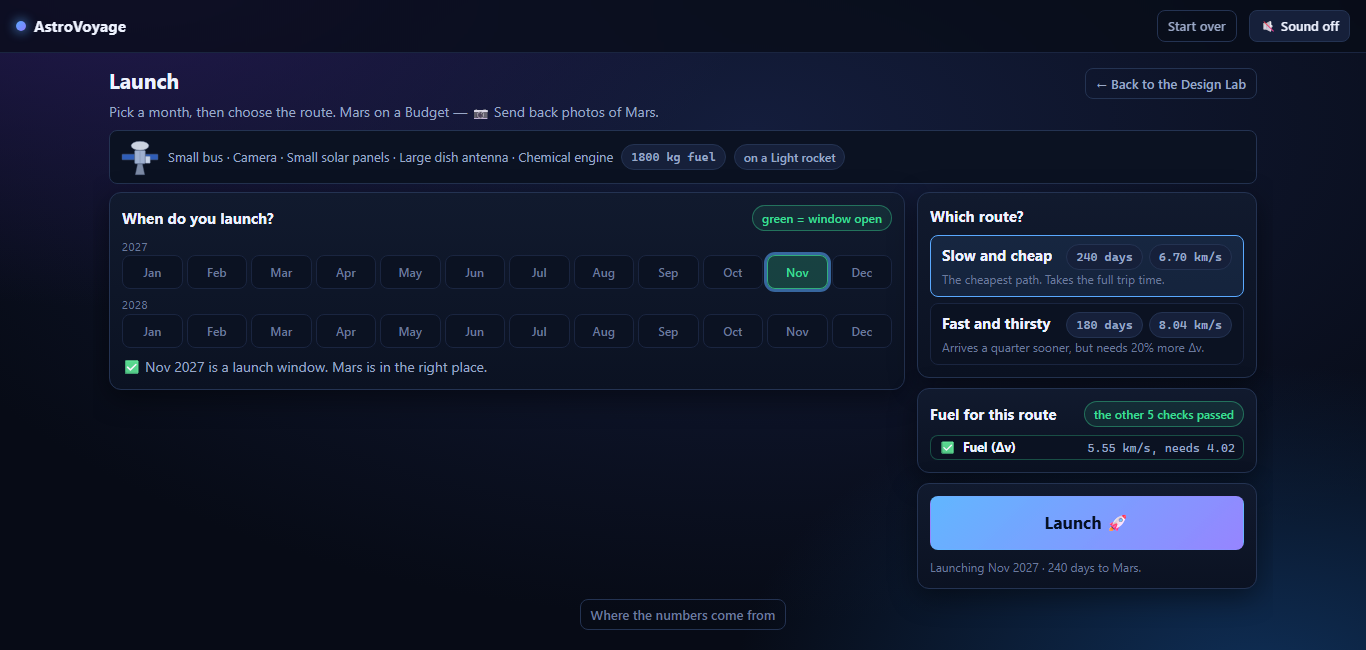 AstroVoyage
Start over
Sound off
Launch
← Back to the Design Lab
Pick a month, then choose the route. Mars on a Budget — 📷 Send back photos of Mars.
Small bus · Camera · Small solar panels · Large dish antenna · Chemical engine
1800 kg fuel
on a Light rocket
When do you launch?
green = window open
2027
Jan Feb Mar Apr May Jun Jul Aug Sep Oct Nov Dec
2028
Jan Feb Mar Apr May Jun Jul Aug Sep Oct Nov Dec
✅ Nov 2027 is a launch window. Mars is in the right place.
Which route?
Slow and cheap 240 days 6.70 km/s
The cheapest path. Takes the full trip time.
Fast and thirsty 180 days 8.04 km/s
Arrives a quarter sooner, but needs 20% more Δv.
Fuel for this route
the other 5 checks passed
✅ Fuel (Δv) 5.55 km/s, needs 4.02
Launch 🚀
Launching Nov 2027 · 240 days to Mars.
Where the numbers come from